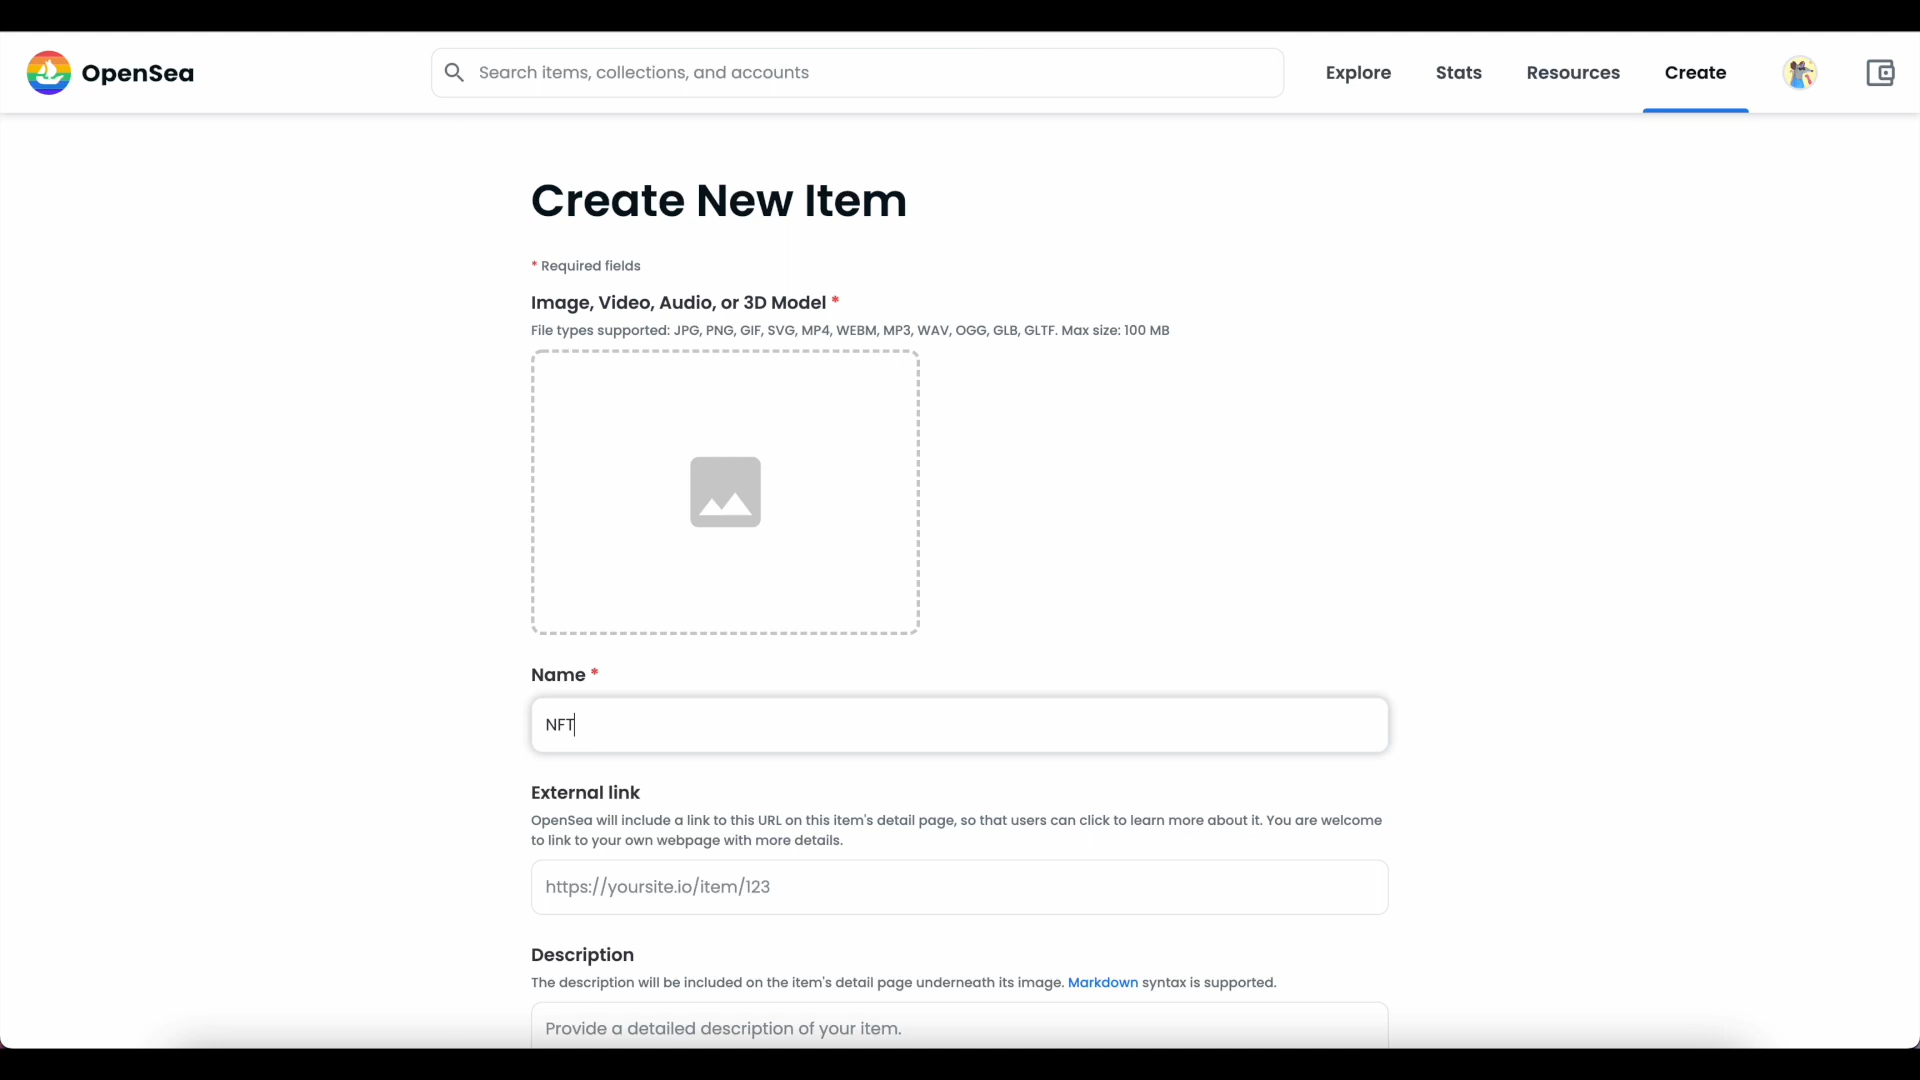 OpenSea
Search items, collections, and accounts
Explore
Stats
Resources
Create
Create New Item
* Required fields
Image, Video, Audio, or 3D Model *
File types supported: JPG, PNG, GIF, SVG, MP4, WEBM, MP3, WAV, OGG, GLB, GLTF. Max size: 100 MB
Name *
NFT
External link
OpenSea will include a link to this URL on this item's detail page, so that users can click to learn more about it. You are welcome
to link to your own webpage with more details.
https://yoursite.io/item/123
Description
The description will be included on the item's detail page underneath its image. Markdown syntax is supported.
Provide a detailed description of your item.